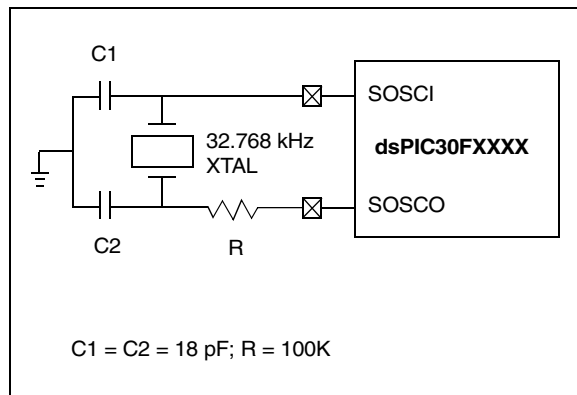 C1
SOSCI
32.768 kHz
XTAL
dsPIC30FXXXX
SOSCO
C2
R
C1 = C2 = 18 pF; R = 100K